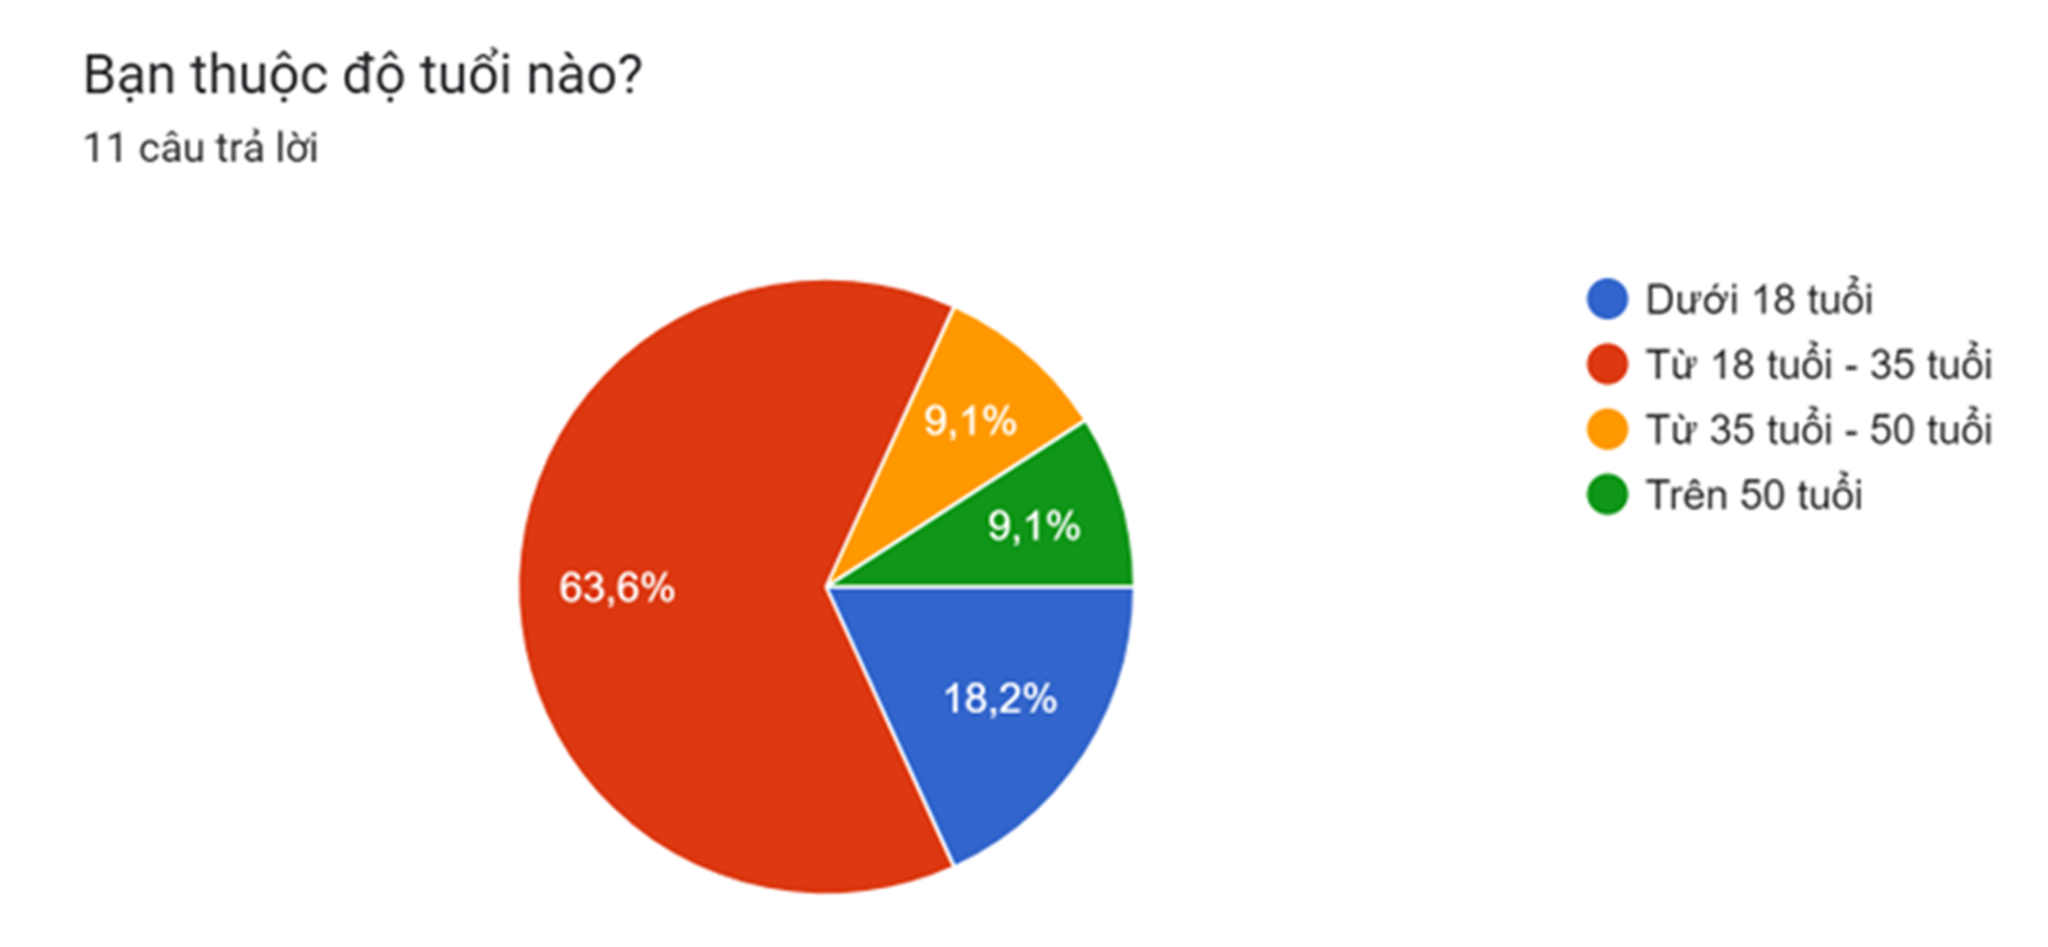 Bạn thuộc độ tuổi nào?
11 câu trả lời
Dưới 18 tuổi
Từ 18 tuổi - 35 tuổi
Từ 35 tuổi - 50 tuổi
Trên 50 tuổi
9,1%
9,1%
63,6%
18,2%